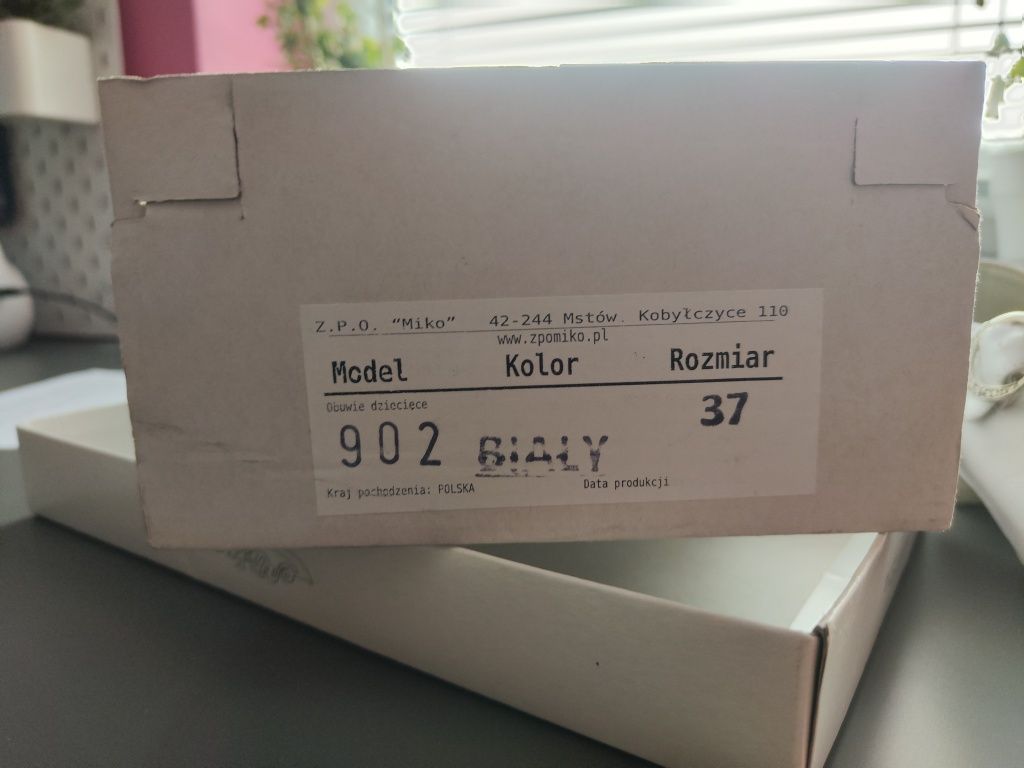 Z.P.O. “Miko” 42-244 Mstów. Kobyłczyce 110
www.zpomiko.pl
Model Kolor Rozmiar
Obuwie dziecięce
902 BIAŁY 37
Kraj pochodzenia: POLSKA Data produkcji